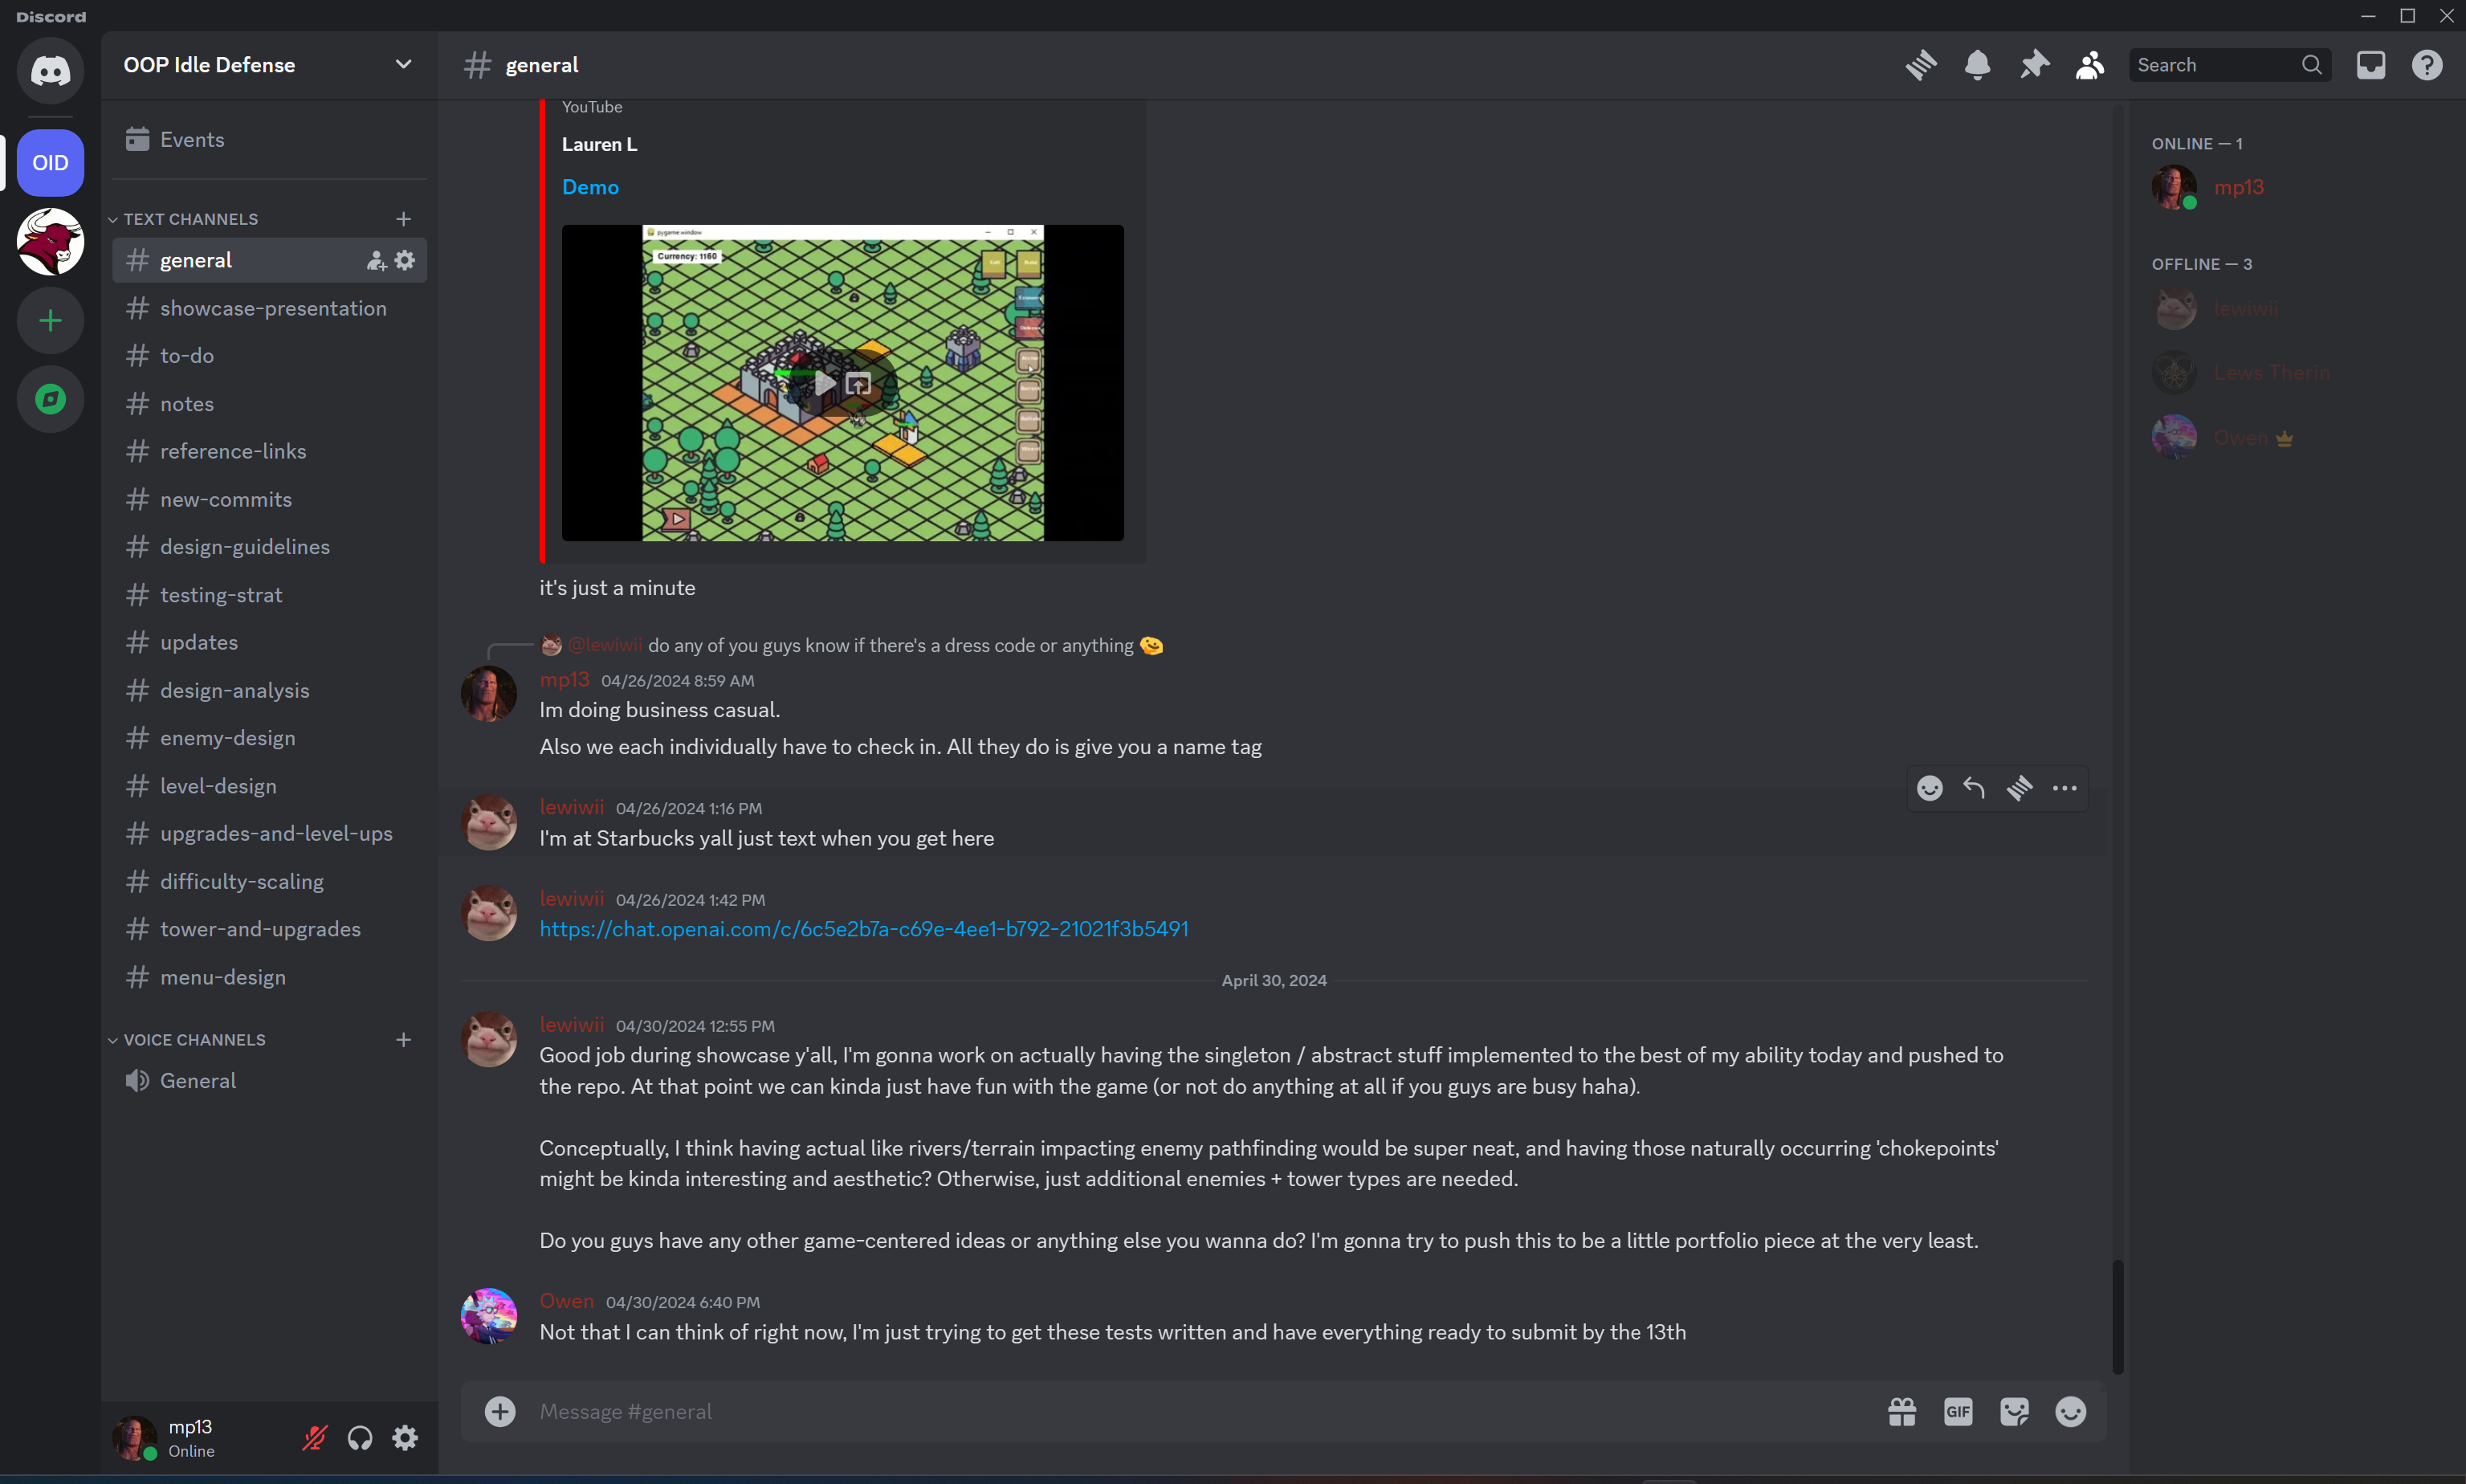 Discord
OID
OOP Idle Defense
Events
TEXT CHANNELS
general
showcase-presentation
to-do
notes
reference-links
new-commits
design-guidelines
testing-strat
updates
design-analysis
enemy-design
level-design
upgrades-and-level-ups
difficulty-scaling
tower-and-upgrades
menu-design
VOICE CHANNELS
General
mp13
Online
general
Search
YouTube
Lauren L
Demo
pygame window
Currency: 1160
it's just a minute
@lewiwii do any of you guys know if there's a dress code or anything
mp13 04/26/2024 8:59 AM
Im doing business casual.
Also we each individually have to check in. All they do is give you a name tag
lewiwii 04/26/2024 1:16 PM
I'm at Starbucks yall just text when you get here
lewiwii 04/26/2024 1:42 PM
https://chat.openai.com/c/6c5e2b7a-c69e-4ee1-b792-21021f3b5491
April 30, 2024
lewiwii 04/30/2024 12:55 PM
Good job during showcase y'all, I'm gonna work on actually having the singleton / abstract stuff implemented to the best of my ability today and pushed to
the repo. At that point we can kinda just have fun with the game (or not do anything at all if you guys are busy haha).
Conceptually, I think having actual like rivers/terrain impacting enemy pathfinding would be super neat, and having those naturally occurring 'chokepoints'
might be kinda interesting and aesthetic? Otherwise, just additional enemies + tower types are needed.
Do you guys have any other game-centered ideas or anything else you wanna do? I'm gonna try to push this to be a little portfolio piece at the very least.
Owen 04/30/2024 6:40 PM
Not that I can think of right now, I'm just trying to get these tests written and have everything ready to submit by the 13th
Message #general
GIF
ONLINE — 1
mp13
OFFLINE — 3
lewiwii
Lews Therin
Owen